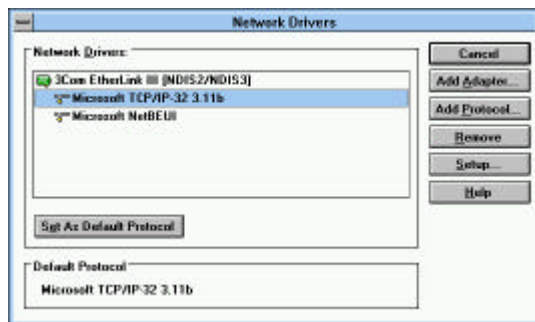 Network Drivers
Network Drivers:
3Com EtherLink III [NDIS2/NDIS3]
Microsoft TCP/IP-32 3.11b
Microsoft NetBEUI
Set As Default Protocol
Default Protocol
Microsoft TCP/IP-32 3.11b
Cancel
Add Adapter...
Add Protocol...
Remove
Setup...
Help